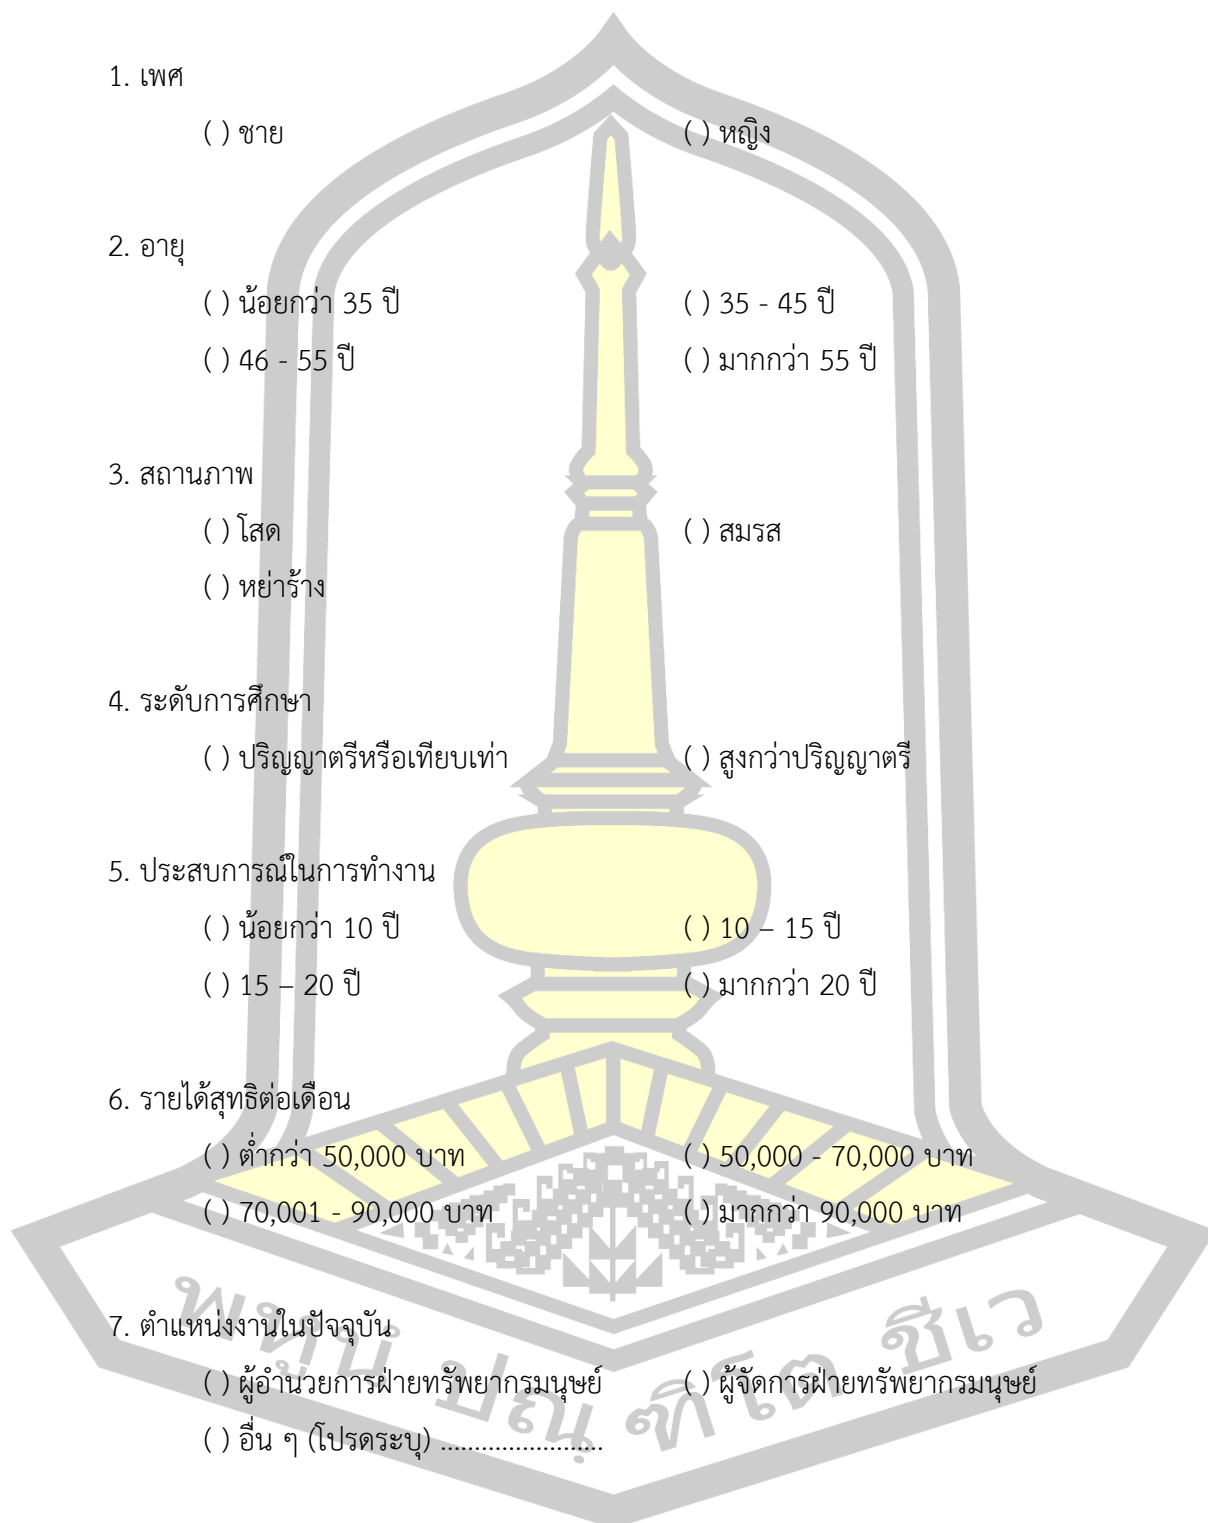 1. เพศ
( ) ชาย ( ) หญิง
2. อายุ
( ) น้อยกว่า 35 ปี ( ) 35 - 45 ปี
( ) 46 - 55 ปี ( ) มากกว่า 55 ปี
3. สถานภาพ
( ) โสด ( ) สมรส
( ) หย่าร้าง
4. ระดับการศึกษา
( ) ปริญญาตรีหรือเทียบเท่า ( ) สูงกว่าปริญญาตรี
5. ประสบการณ์ในการทำงาน
( ) น้อยกว่า 10 ปี ( ) 10 – 15 ปี
( ) 15 – 20 ปี ( ) มากกว่า 20 ปี
6. รายได้สุทธิต่อเดือน
( ) ต่ำกว่า 50,000 บาท ( ) 50,000 - 70,000 บาท
( ) 70,001 - 90,000 บาท ( ) มากกว่า 90,000 บาท
7. ตำแหน่งงานในปัจจุบัน
( ) ผู้อำนวยการฝ่ายทรัพยากรมนุษย์ ( ) ผู้จัดการฝ่ายทรัพยากรมนุษย์
( ) อื่น ๆ (โปรดระบุ) ........................
พหูนํ ปณฺฑิโต ชีเว